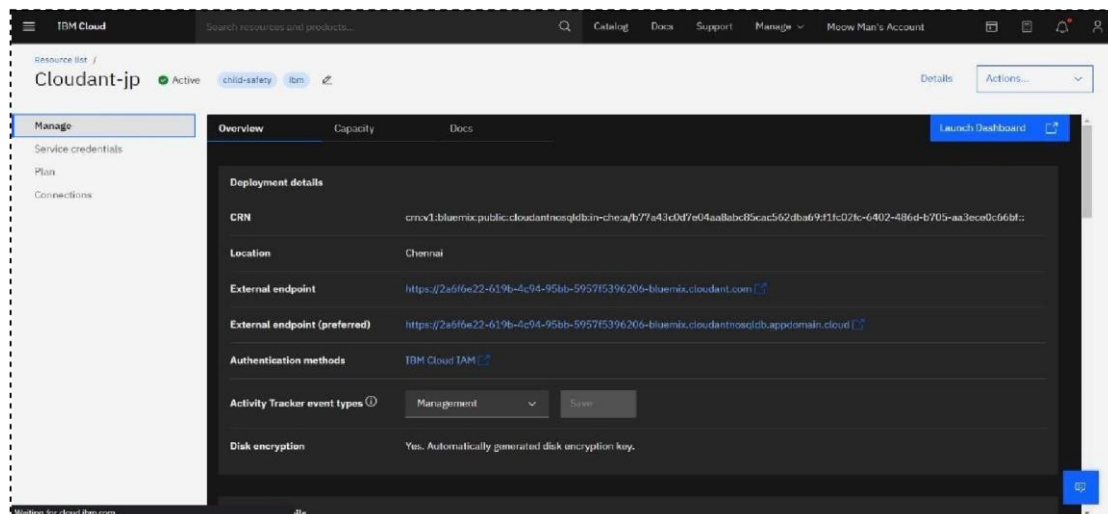 IBM Cloud
Search resources and products...
Catalog Docs Support Manage Moow Man's Account
Resource list /
Cloudant-jp Active child-safety ibm
Details Actions...
Manage
Service credentials
Plan
Connections
Overview Capacity Docs
Launch Dashboard
Deployment details
CRN crn:v1:bluemix:public:cloudantnosqldb:in-che:a/b77a43c0d7e04aa8abc85cac562dba69:f1fc02fc-6402-486d-b705-aa3ece0c66bf::
Location Chennai
External endpoint https://2a6f6e22-619b-4c94-95bb-5957f5396206-bluemix.cloudant.com
External endpoint (preferred) https://2a6f6e22-619b-4c94-95bb-5957f5396206-bluemix.cloudantnosqldb.appdomain.cloud
Authentication methods IBM Cloud IAM
Activity Tracker event types Management Save
Disk encryption Yes. Automatically generated disk encryption key.
Waiting for cloud.ibm.com